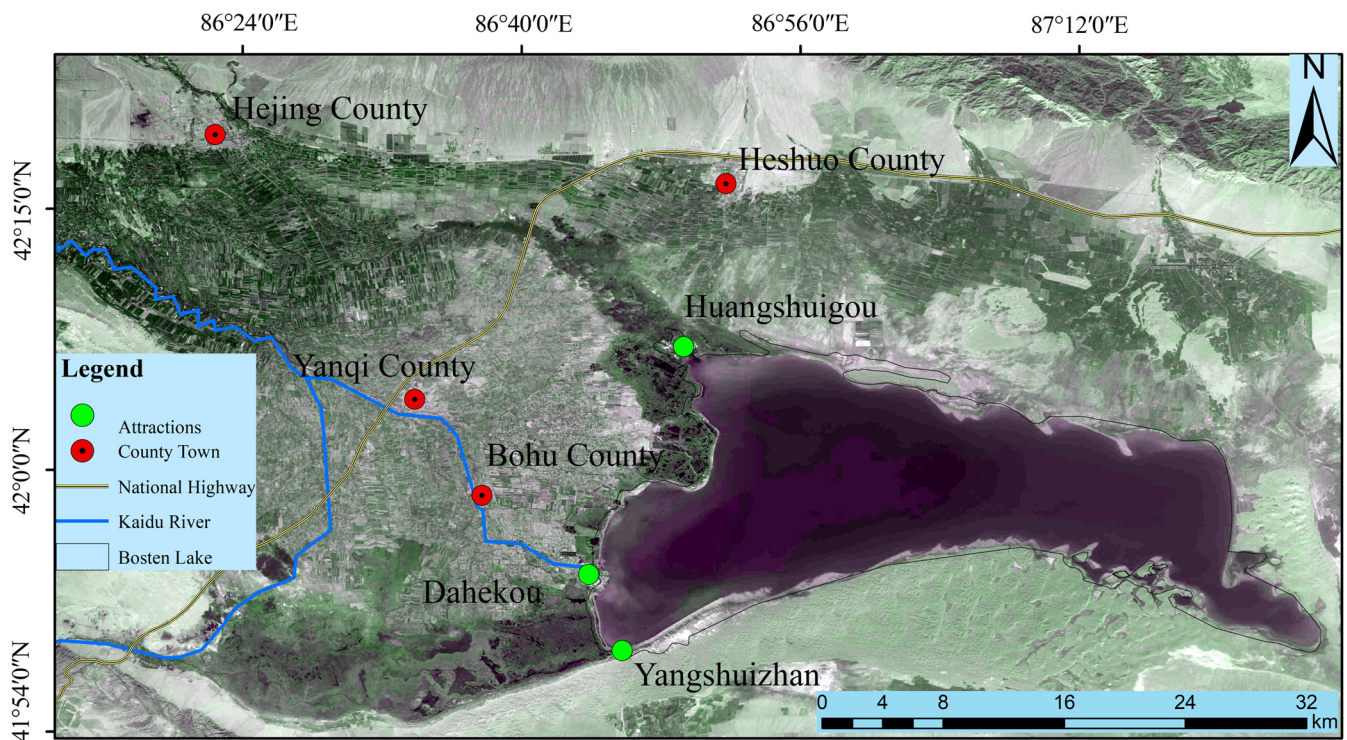 86°24′0″E 86°40′0″E 86°56′0″E 87°12′0″E
N
Hejing County
Heshuo County
42°15′0″N
Huangshuigou
Yanqi County
Legend
Attractions
County Town
National Highway
Kaidu River
Bosten Lake
Bohu County
42°0′0″N
Dahekou
Yangshuizhan
41°54′0″N
0 4 8 16 24 32
km